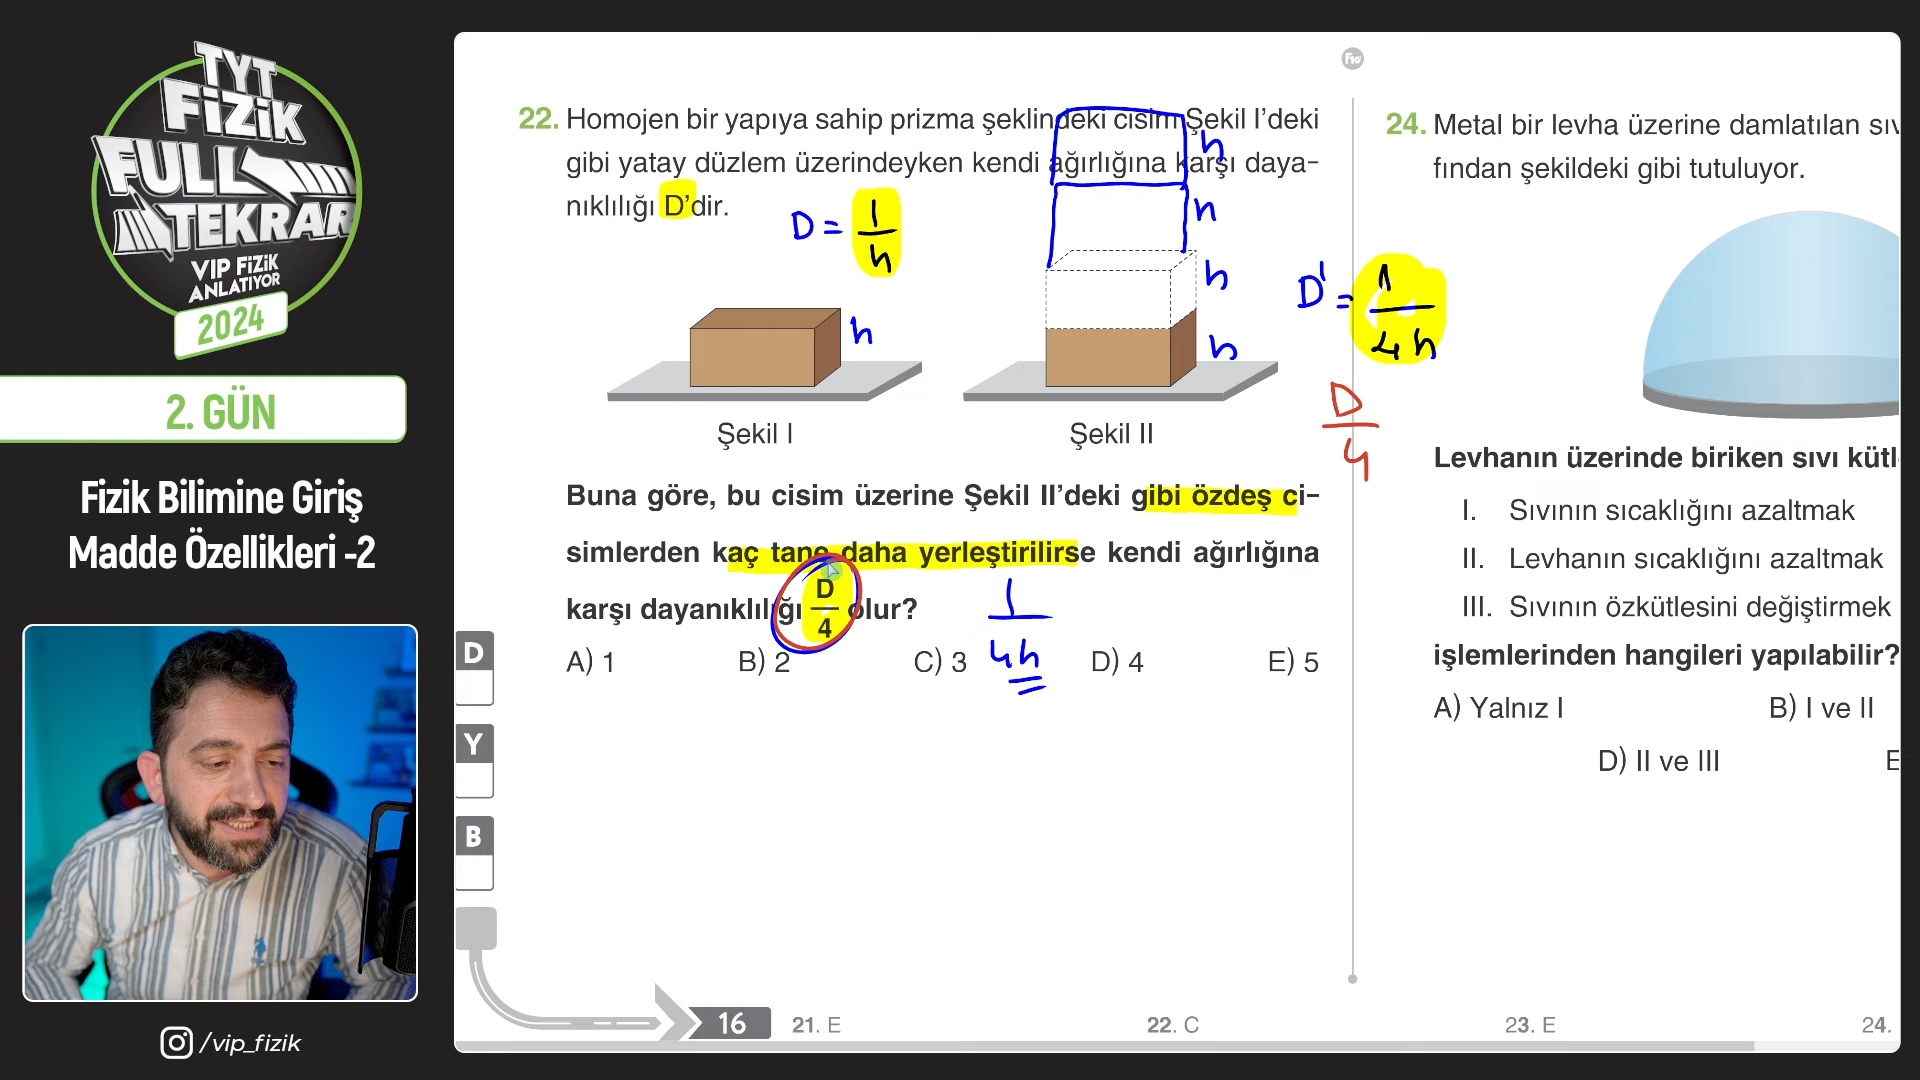 TYT
FİZİK
FULL
TEKRAR
VIP FİZİK
ANLATIYOR
2024
2. GÜN
Fizik Bilimine Giriş
Madde Özellikleri -2
/vip_fizik
22. Homojen bir yapıya sahip prizma şeklindeki cisim Şekil I’deki
gibi yatay düzlem üzerindeyken kendi ağırlığına karşı daya-
nıklılığı D’dir.
D = 1/h
h
h
h
h
h
D' = 1/4h
D/4
Şekil I
Şekil II
Buna göre, bu cisim üzerine Şekil II’deki gibi özdeş ci-
simlerden kaç tane daha yerleştirilirse kendi ağırlığına
karşı dayanıklılığı D/4 olur?
1/4h
A) 1 B) 2 C) 3 D) 4 E) 5
D
Y
B
16
21. E 22. C 23. E 24.
24. Metal bir levha üzerine damlatılan sıv
fından şekildeki gibi tutuluyor.
Levhanın üzerinde biriken sıvı kütl
I. Sıvının sıcaklığını azaltmak
II. Levhanın sıcaklığını azaltmak
III. Sıvının özkütlesini değiştirmek
işlemlerinden hangileri yapılabilir?
A) Yalnız I B) I ve II
D) II ve III E